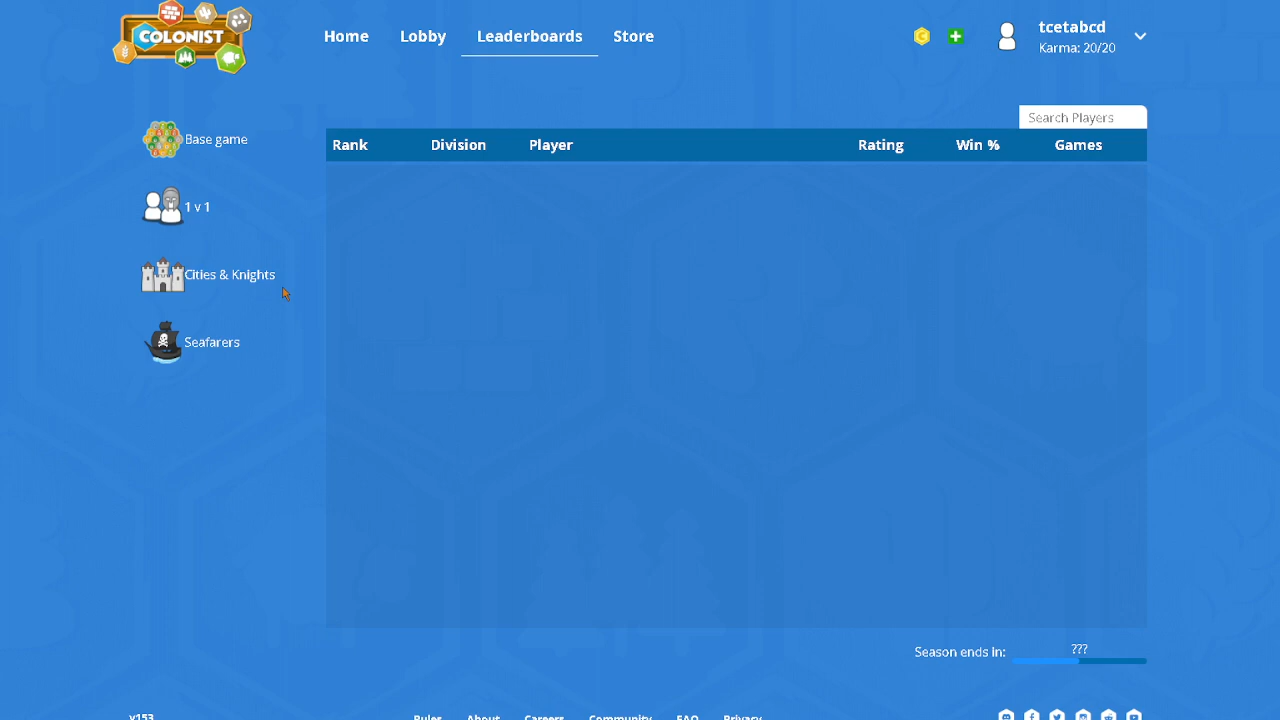 COLONIST
Home Lobby Leaderboards Store
tcetabcd
Karma: 20/20
Search Players
Base game
1 v 1
Cities & Knights
Seafarers
Rank Division Player Rating Win % Games
Season ends in: ???
v153 Rules About Careers Community FAQ Privacy